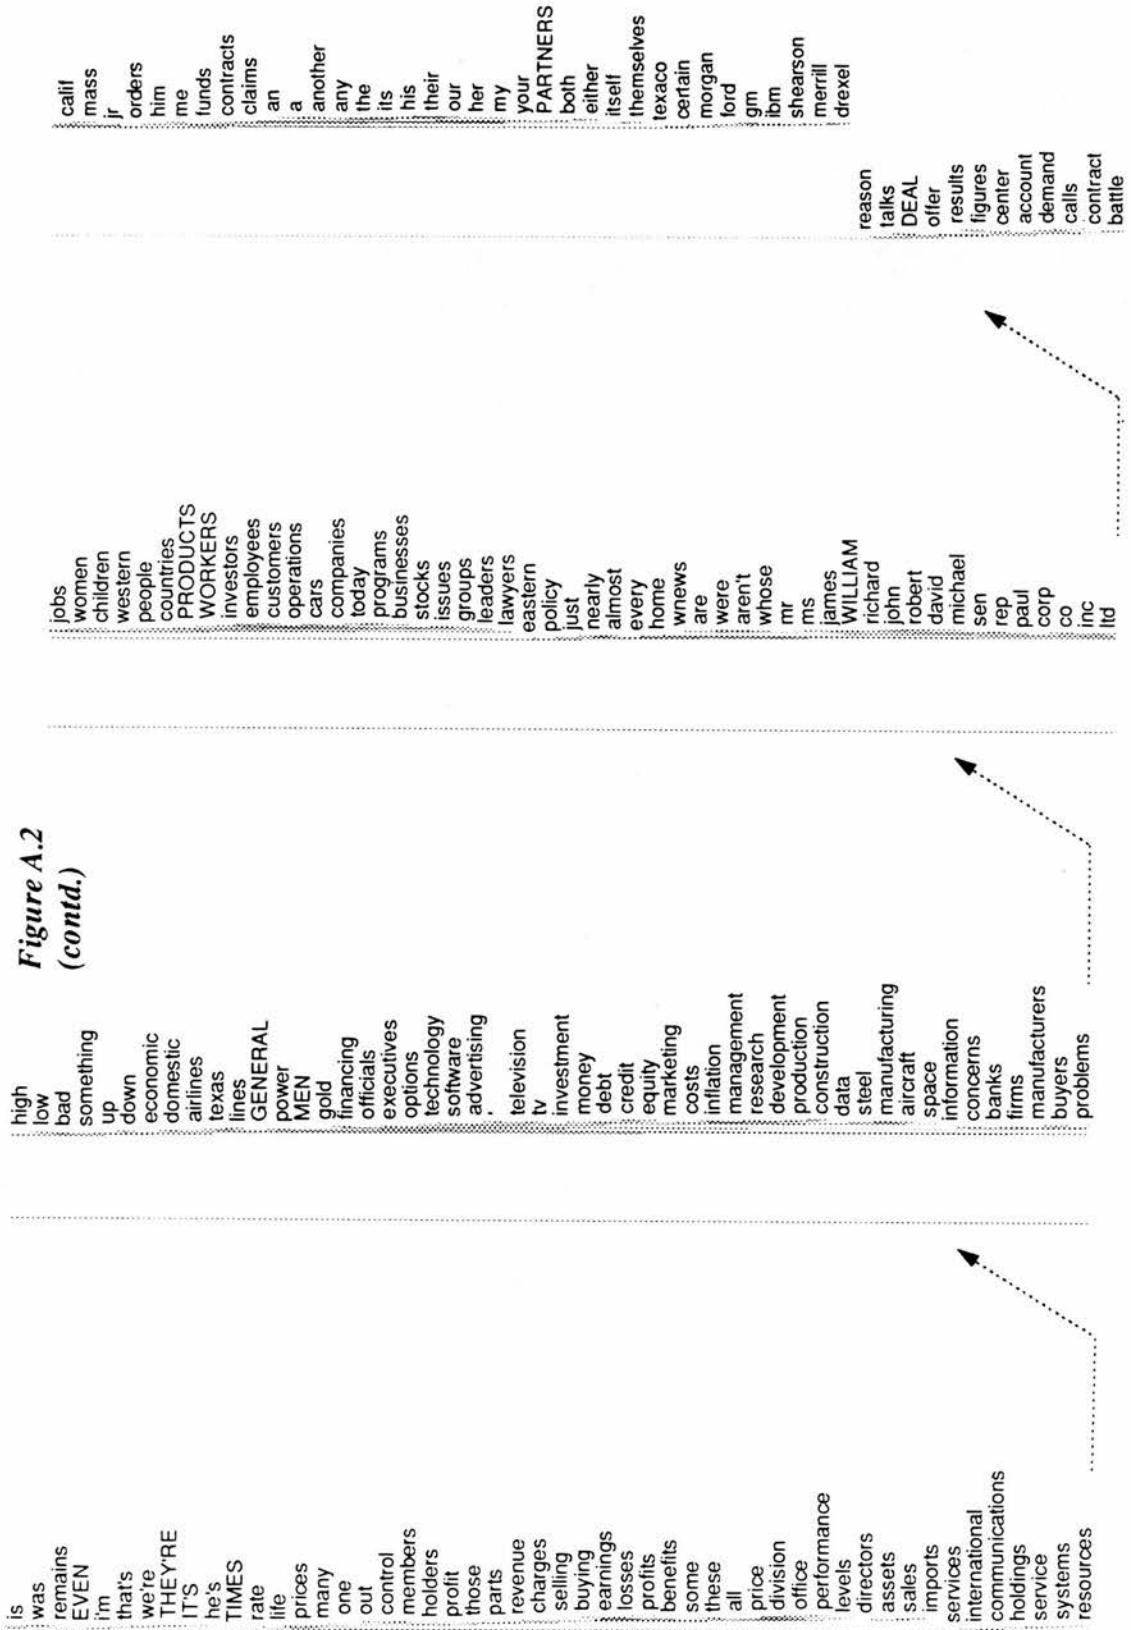 Figure A.2
(contd.)
is
was
remains
EVEN
i'm
that's
we're
THEY'RE
IT'S
he's
TIMES
rate
life
prices
many
one
out
control
members
holders
profit
those
parts
revenue
charges
selling
buying
earnings
losses
profits
benefits
some
these
all
price
division
office
performance
levels
directors
assets
sales
imports
services
international
communications
holdings
service
systems
resources
high
low
bad
something
up
down
economic
domestic
airlines
texas
lines
GENERAL
power
MEN
gold
financing
officials
executives
options
technology
software
advertising
'
television
tv
investment
money
debt
credit
equity
marketing
costs
inflation
management
research
development
production
construction
data
steel
manufacturing
aircraft
space
information
concerns
banks
firms
manufacturers
buyers
problems
jobs
women
children
western
people
countries
PRODUCTS
WORKERS
investors
employees
customers
operations
cars
companies
today
programs
businesses
stocks
issues
groups
leaders
lawyers
eastern
policy
just
nearly
almost
every
home
wnews
are
were
aren't
whose
mr
ms
james
WILLIAM
richard
john
robert
david
michael
sen
rep
paul
corp
co
inc
ltd
reason
talks
DEAL
offer
results
figures
center
account
demand
calls
contract
battle
calif
mass
jr
orders
him
me
funds
contracts
claims
an
a
another
any
the
its
his
their
our
her
my
your
PARTNERS
both
either
itself
themselves
texaco
certain
morgan
ford
gm
ibm
shearson
merrill
drexel